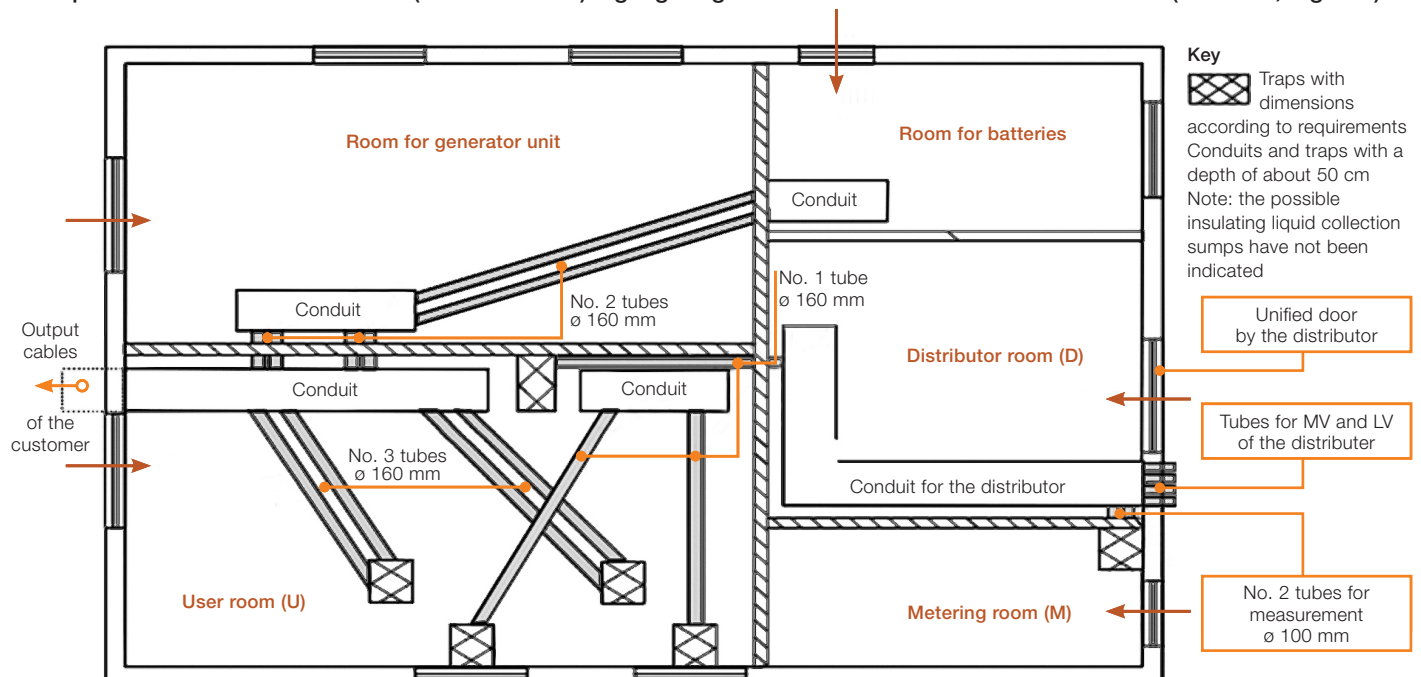 Key
Traps with
dimensions
according to requirements
Conduits and traps with a
depth of about 50 cm
Note: the possible
insulating liquid collection
sumps have not been
indicated
Room for generator unit
Room for batteries
Conduit
Conduit
No. 2 tubes
ø 160 mm
No. 1 tube
ø 160 mm
Unified door
by the distributor
Output
cables
of the
customer
Conduit
Conduit
Distributor room (D)
Tubes for MV and LV
of the distributer
No. 3 tubes
ø 160 mm
Conduit for the distributor
User room (U)
Metering room (M)
No. 2 tubes for
measurement
ø 100 mm